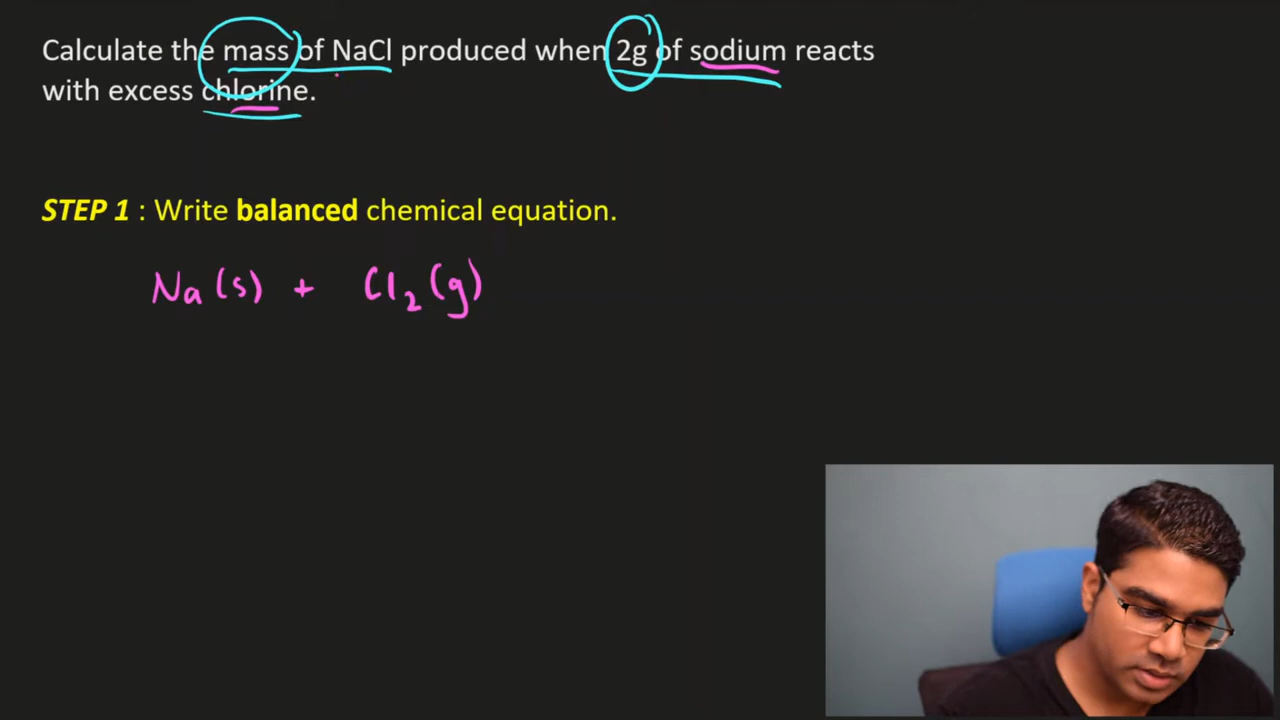 Calculate the mass of NaCl produced when 2g of sodium reacts
with excess chlorine.
STEP 1 : Write balanced chemical equation.
Na (s) + Cl₂ (g)